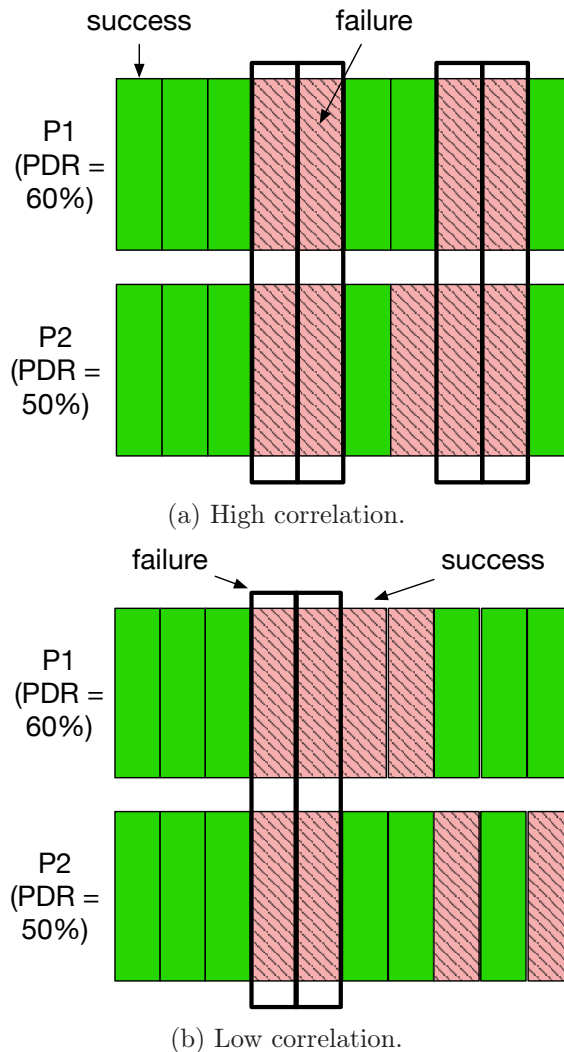 success failure
P1
(PDR =
60%)
P2
(PDR =
50%)
(a) High correlation.
failure success
P1
(PDR =
60%)
P2
(PDR =
50%)
(b) Low correlation.